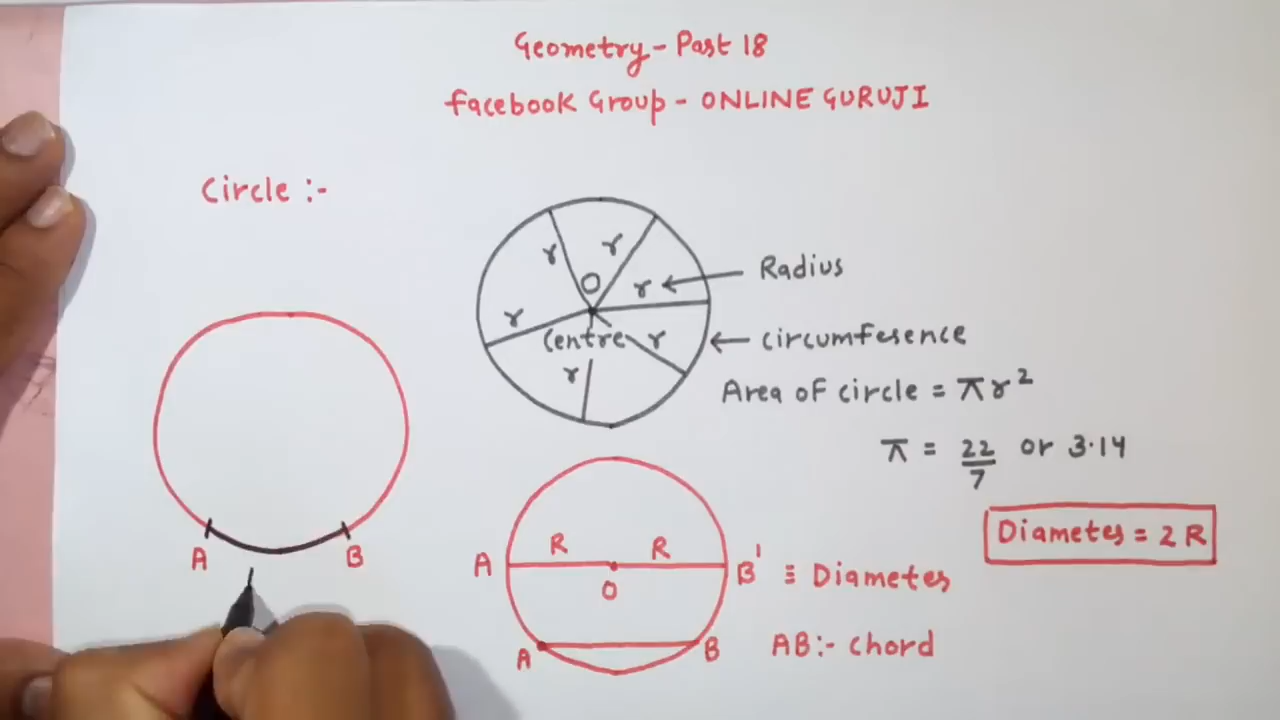 Geometry - Part 18
Facebook Group - ONLINE GURUJI
Circle :-
r
r
O
r
Radius
r
Centre
r
circumference
r
Area of circle = πr²
π = 22/7 or 3.14
Diameter = 2R
A
B
A
R
R
B'
O
≡ Diameter
A
B
AB:- chord